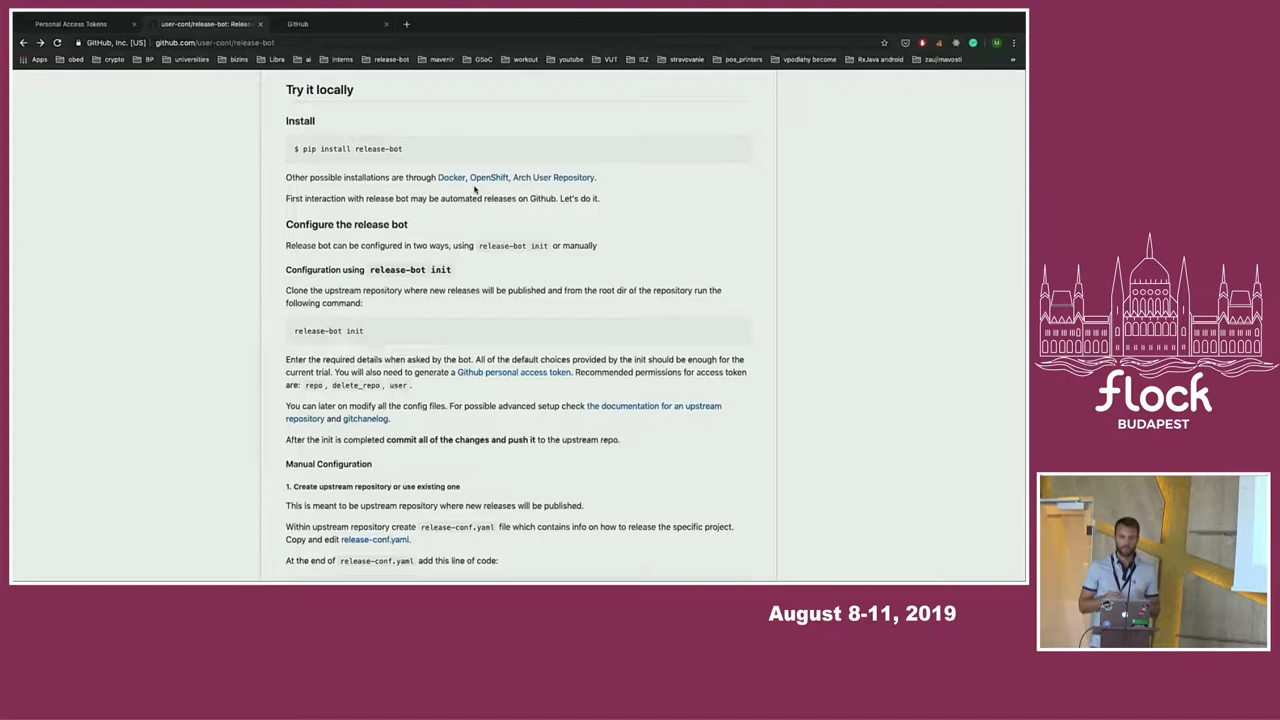 Personal Access Tokens
user-cont/release-bot: Releas
GitHub
GitHub, Inc. [US]
github.com/user-cont/release-bot
Apps
obed
crypto
BP
universities
bizins
Libra
ai
interns
release-bot
mavenir
GSoC
workout
youtube
VUT
ISZ
stravovanie
pos_printers
vpodlahy become
RxJava android
zaujimavosti
»
Try it locally
Install
$ pip install release-bot
Other possible installations are through Docker, OpenShift, Arch User Repository.
First interaction with release bot may be automated releases on Github. Let's do it.
Configure the release bot
Release bot can be configured in two ways, using release-bot init or manually
Configuration using release-bot init
Clone the upstream repository where new releases will be published and from the root dir of the repository run the
following command:
release-bot init
Enter the required details when asked by the bot. All of the default choices provided by the init should be enough for the
current trial. You will also need to generate a Github personal access token. Recommended permissions for access token
are: repo , delete_repo , user .
You can later on modify all the config files. For possible advanced setup check the documentation for an upstream
repository and gitchanelog.
After the init is completed commit all of the changes and push it to the upstream repo.
Manual Configuration
1. Create upstream repository or use existing one
This is meant to be upstream repository where new releases will be published.
Within upstream repository create release-conf.yaml file which contains info on how to release the specific project.
Copy and edit release-conf.yaml.
At the end of release-conf.yaml add this line of code:
flock
BUDAPEST
August 8-11, 2019